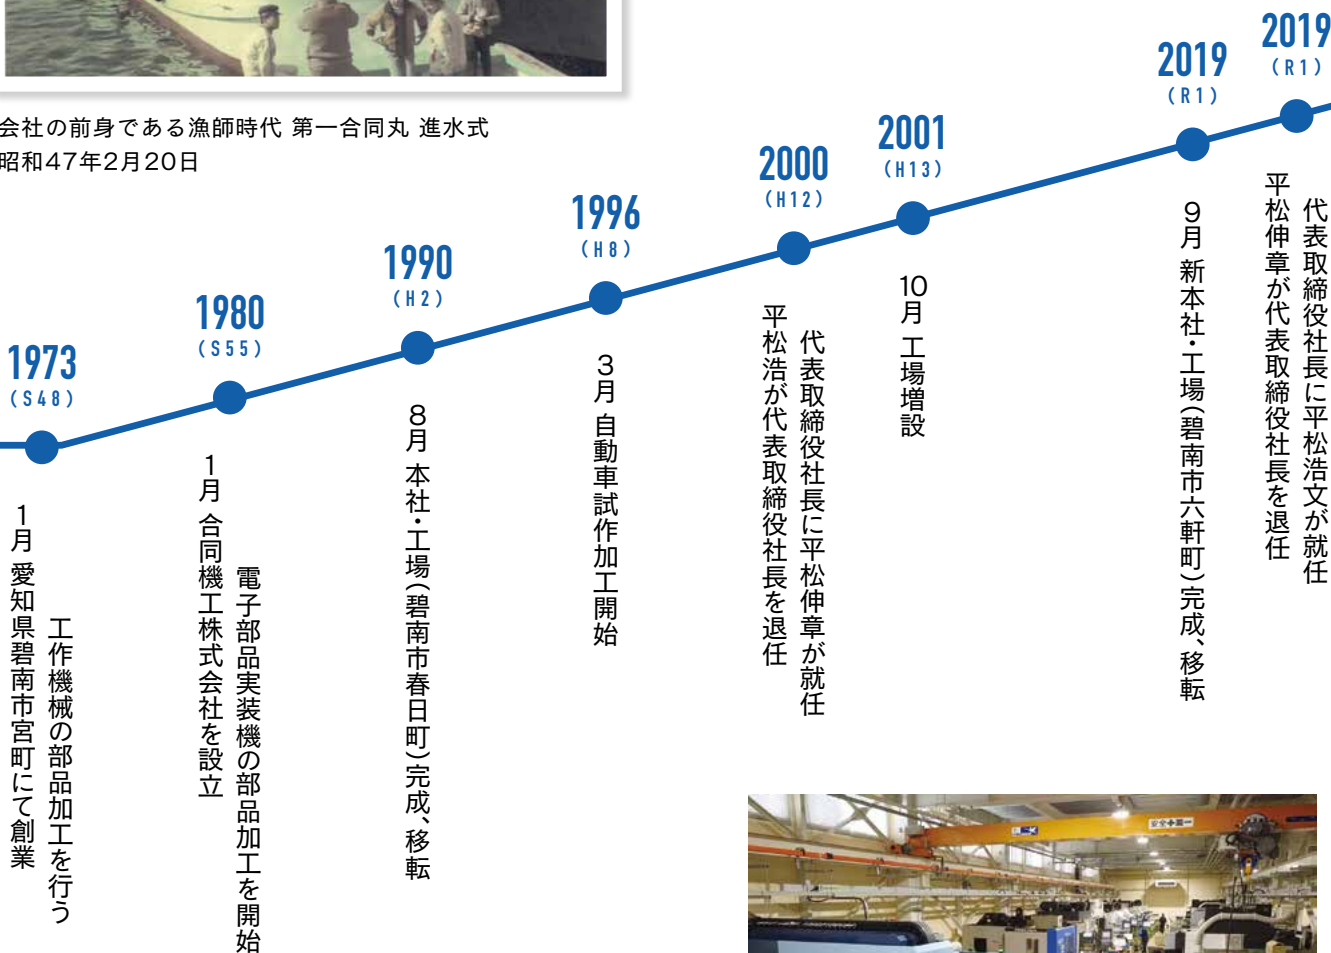 会社の前身である漁師時代 第一合同丸 進水式
昭和47年2月20日
1973
(S48)
1月 愛知県碧南市宮町にて創業
工作機械の部品加工を行う
1980
(S55)
1月 合同機工株式会社を設立
電子部品実装機の部品加工を開始
1990
(H2)
8月 本社・工場(碧南市春日町)完成、移転
1996
(H8)
3月 自動車試作加工開始
2000
(H12)
代表取締役社長に平松伸章が就任
平松浩が代表取締役社長を退任
2001
(H13)
10月 工場増設
2019
(R1)
9月 新本社・工場(碧南市六軒町)完成、移転
2019
(R1)
代表取締役社長に平松浩文が就任
平松伸章が代表取締役社長を退任
安全✚第一